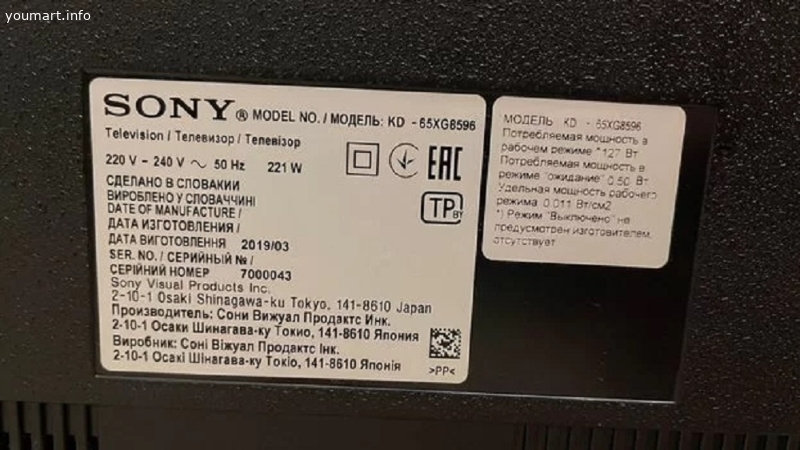 youmart.info
SONY ® MODEL NO. / МОДЕЛЬ: KD - 65XG8596
Television / Телевизор / Телевізор
220 V - 240 V ~ 50 Hz 221 W
EAC
СДЕЛАНО В СЛОВАКИИ
ВИРОБЛЕНО У СЛОВАЧЧИНІ
DATE OF MANUFACTURE /
TP BY
ДАТА ИЗГОТОВЛЕНИЯ /
ДАТА ВИГОТОВЛЕННЯ 2019/03
SER. NO. / СЕРИЙНЫЙ № /
СЕРІЙНИЙ НОМЕР 7000043
Sony Visual Products Inc.
2-10-1 Osaki Shinagawa-ku Tokyo, 141-8610 Japan
Производитель: Сони Вижуал Продактс Инк.
2-10-1 Осаки Шинагава-ку Токио, 141-8610 Япония
Виробник: Соні Віжуал Продактс Інк.
2-10-1 Осакі Шінагава-ку Токіо, 141-8610 Японія
>PP<
МОДЕЛЬ KD - 65XG8596
Потребляемая мощность в
рабочем режиме * 127 Вт
Потребляемая мощность в
режиме "ожидание" 0.50 Вт
Удельная мощность рабочего
режима 0.011 Вт/см2
*) Режим "Выключено" не
предусмотрен изготовителем
отсутствует